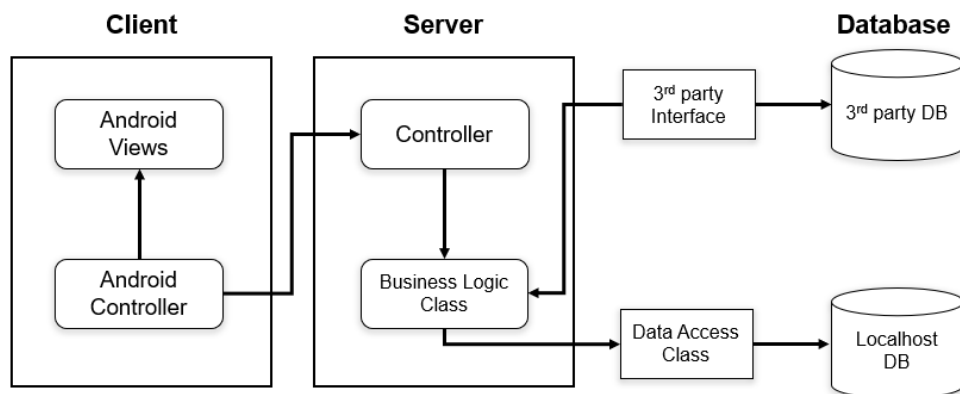 Client
Server
Database
Android
Views
Controller
3rd party
Interface
3rd party DB
Android
Controller
Business Logic
Class
Data Access
Class
Localhost
DB